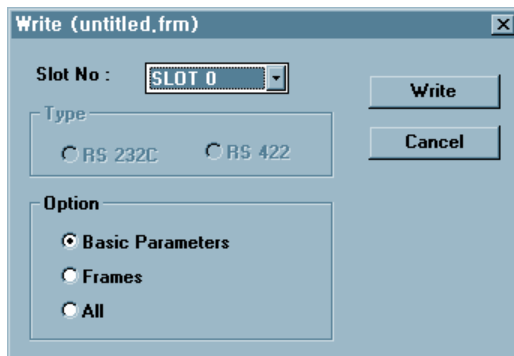 Write (untitled.frm)
Slot No :
SLOT 0
Write
Type
RS 232C
RS 422
Cancel
Option
Basic Parameters
Frames
All